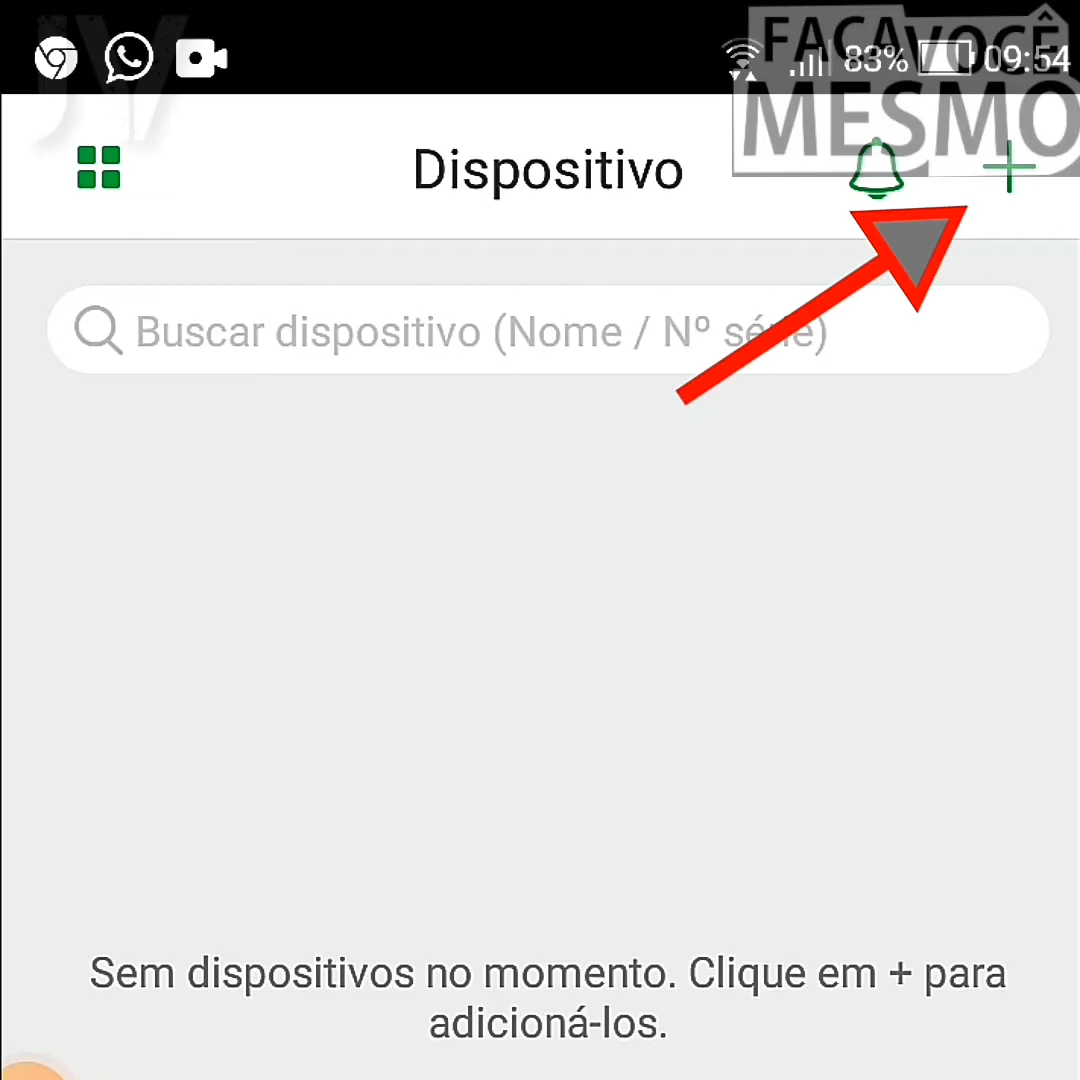 JV
FAÇA VOCÊ
MESMO
83% 09:54
Dispositivo
Buscar dispositivo (Nome / Nº série)
Sem dispositivos no momento. Clique em + para
adicioná-los.